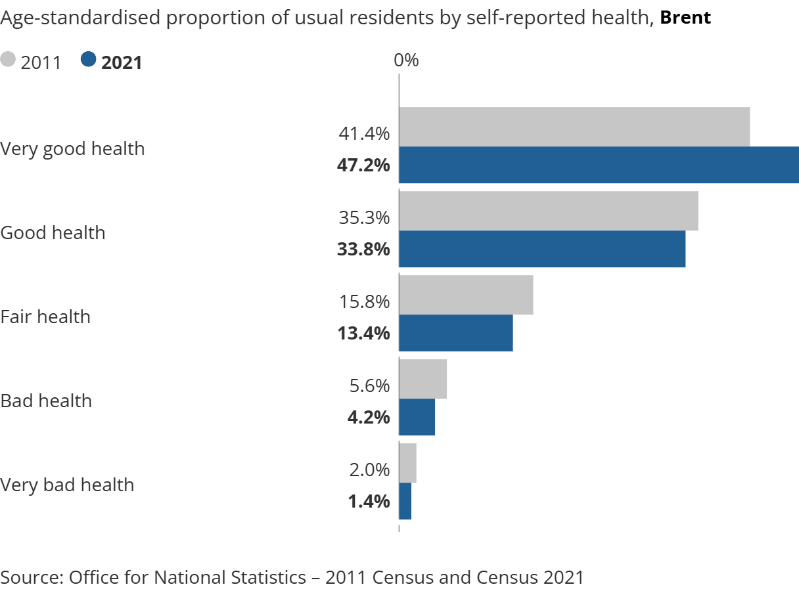 Age-standardised proportion of usual residents by self-reported health, Brent
2011 2021
0%
Very good health
41.4%
47.2%
Good health
35.3%
33.8%
Fair health
15.8%
13.4%
Bad health
5.6%
4.2%
Very bad health
2.0%
1.4%
Source: Office for National Statistics – 2011 Census and Census 2021